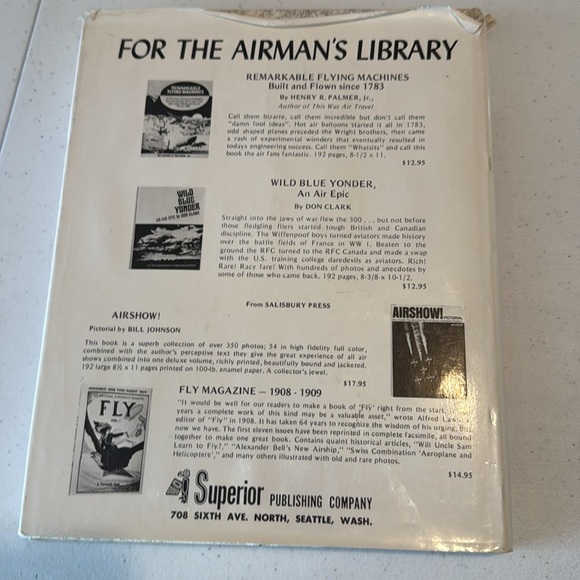 FOR THE AIRMAN'S LIBRARY
REMARKABLE FLYING MACHINES
Built and Flown since 1783
By HENRY R. PALMER, Jr.,
Author of This Was Air Travel
Call them bizarre, call them incredible but don't call them
"damn fool ideas". Hot air balloons started it all in 1783,
odd shaped planes preceded the Wright brothers, then came
a rash of experimental wonders that eventually resulted in
todays engineering success. Call them "Whatsits" and call this
book the air fans fantastic. 192 pages, 8-1/2 x 11.
$12.95
REMARKABLE
FLYING MACHINES
WILD BLUE YONDER,
An Air Epic
By DON CLARK
Straight into the jaws of war flew the 300 . . . but not before
those fledgling fliers started tough British and Canadian
discipline. The Wiffenpoof boys turned aviators made history
over the battle fields of France in WW I. Beaten to the
ground the RFC turned to the RFC Canada and made a swap
with the U.S. training college daredevils as aviators. Rich!
Rare! Racy fare! With hundreds of photos and anecdotes by
some of those who came back. 192 pages, 8-3/8 x 10-1/2.
$12.95
WILD
BLUE
YONDER
AN AIR EPIC by DON CLARK
From SALISBURY PRESS
AIRSHOW!
Pictorial by BILL JOHNSON
This book is a superb collection of over 350 photos; 54 in high fidelity full color,
combined with the author's perceptive text they give the great experience of all air
shows combined into one deluxe volume, richly printed, beautifully bound and jacketed.
192 large 8½ x 11 pages printed on 100-lb. enamel paper. A collector's jewel.
$17.95
AIRSHOW!
FLY MAGAZINE — 1908 - 1909
"It would be well for our readers to make a book of 'Fly' right from the start,
years a complete work of this kind may be a valuable asset," wrote Alfred
editor of "Fly" in 1908. It has taken 64 years to recognize the wisdom of his urging, but
now we have. The first eleven issues have been reprinted in complete facsimile, all bound
together to make one great book. Contains quaint historical articles, "Will Uncle Sam
Learn to Fly?," "Alexander Bell's New Airship," "Swiss Combination 'Aeroplane and
Helicoptere'," and many others illustrated with old and rare photos.
$14.95
FLY
Superior PUBLISHING COMPANY
708 SIXTH AVE. NORTH, SEATTLE, WASH.